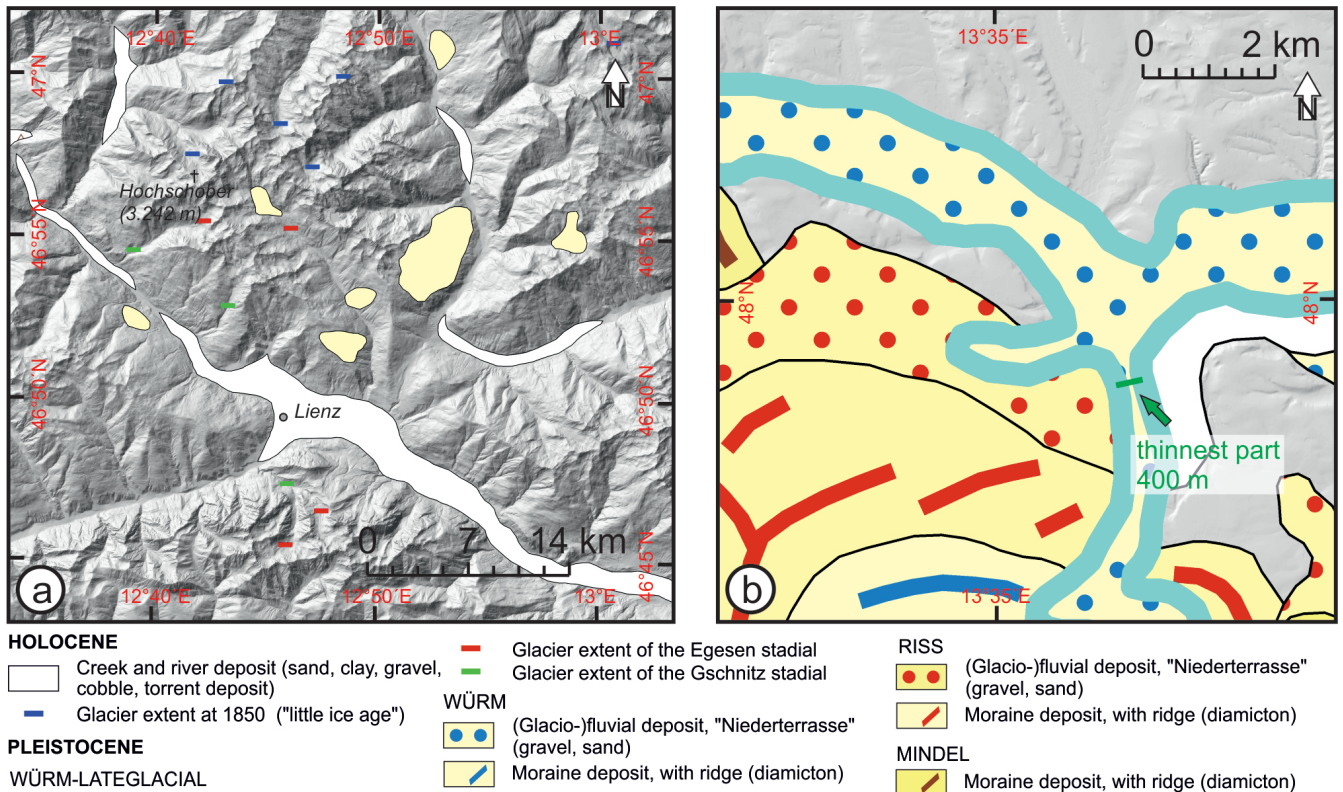 12°40´E
12°50´E
13°E
47°N
47°N
N
Hochschober
(3.242 m)
46°55´N
46°55´N
46°50´N
46°50´N
Lienz
0 7 14 km
46°45´N
a
12°40´E
12°50´E
13°E
13°35´E
0 2 km
N
48°N
48°N
thinnest part
400 m
b
13°35´E
HOLOCENE
Creek and river deposit (sand, clay, gravel,
cobble, torrent deposit)
Glacier extent at 1850 ("little ice age")
PLEISTOCENE
WÜRM-LATEGLACIAL
Glacier extent of the Egesen stadial
Glacier extent of the Gschnitz stadial
WÜRM
(Glacio-)fluvial deposit, "Niederterrasse"
(gravel, sand)
Moraine deposit, with ridge (diamicton)
RISS
(Glacio-)fluvial deposit, "Niederterrasse"
(gravel, sand)
Moraine deposit, with ridge (diamicton)
MINDEL
Moraine deposit, with ridge (diamicton)